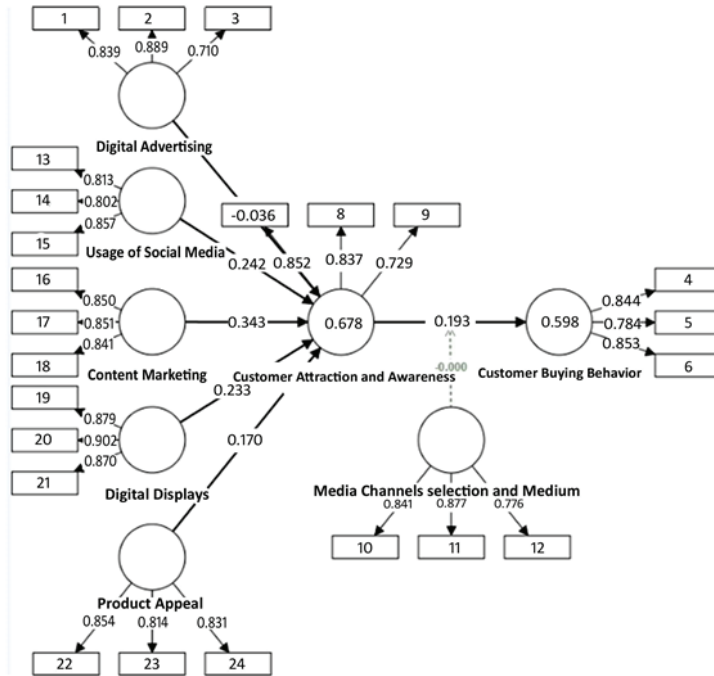 1 2 3
0.839 0.889 0.710
Digital Advertising
13
14
15
0.813
0.802
0.857
Usage of Social Media
-0.036 8 9
0.852 0.837 0.729
0.242
16
17
18
0.850
0.851
0.841
Content Marketing
0.343
0.678
Customer Attraction and Awareness
0.193
0.598
Customer Buying Behavior
0.844
0.784
0.853
4
5
6
-0.000
0.233
19
20
21
0.879
0.902
0.870
Digital Displays
0.170
Media Channels selection and Medium
0.841 0.877 0.776
10 11 12
Product Appeal
0.854 0.814 0.831
22 23 24